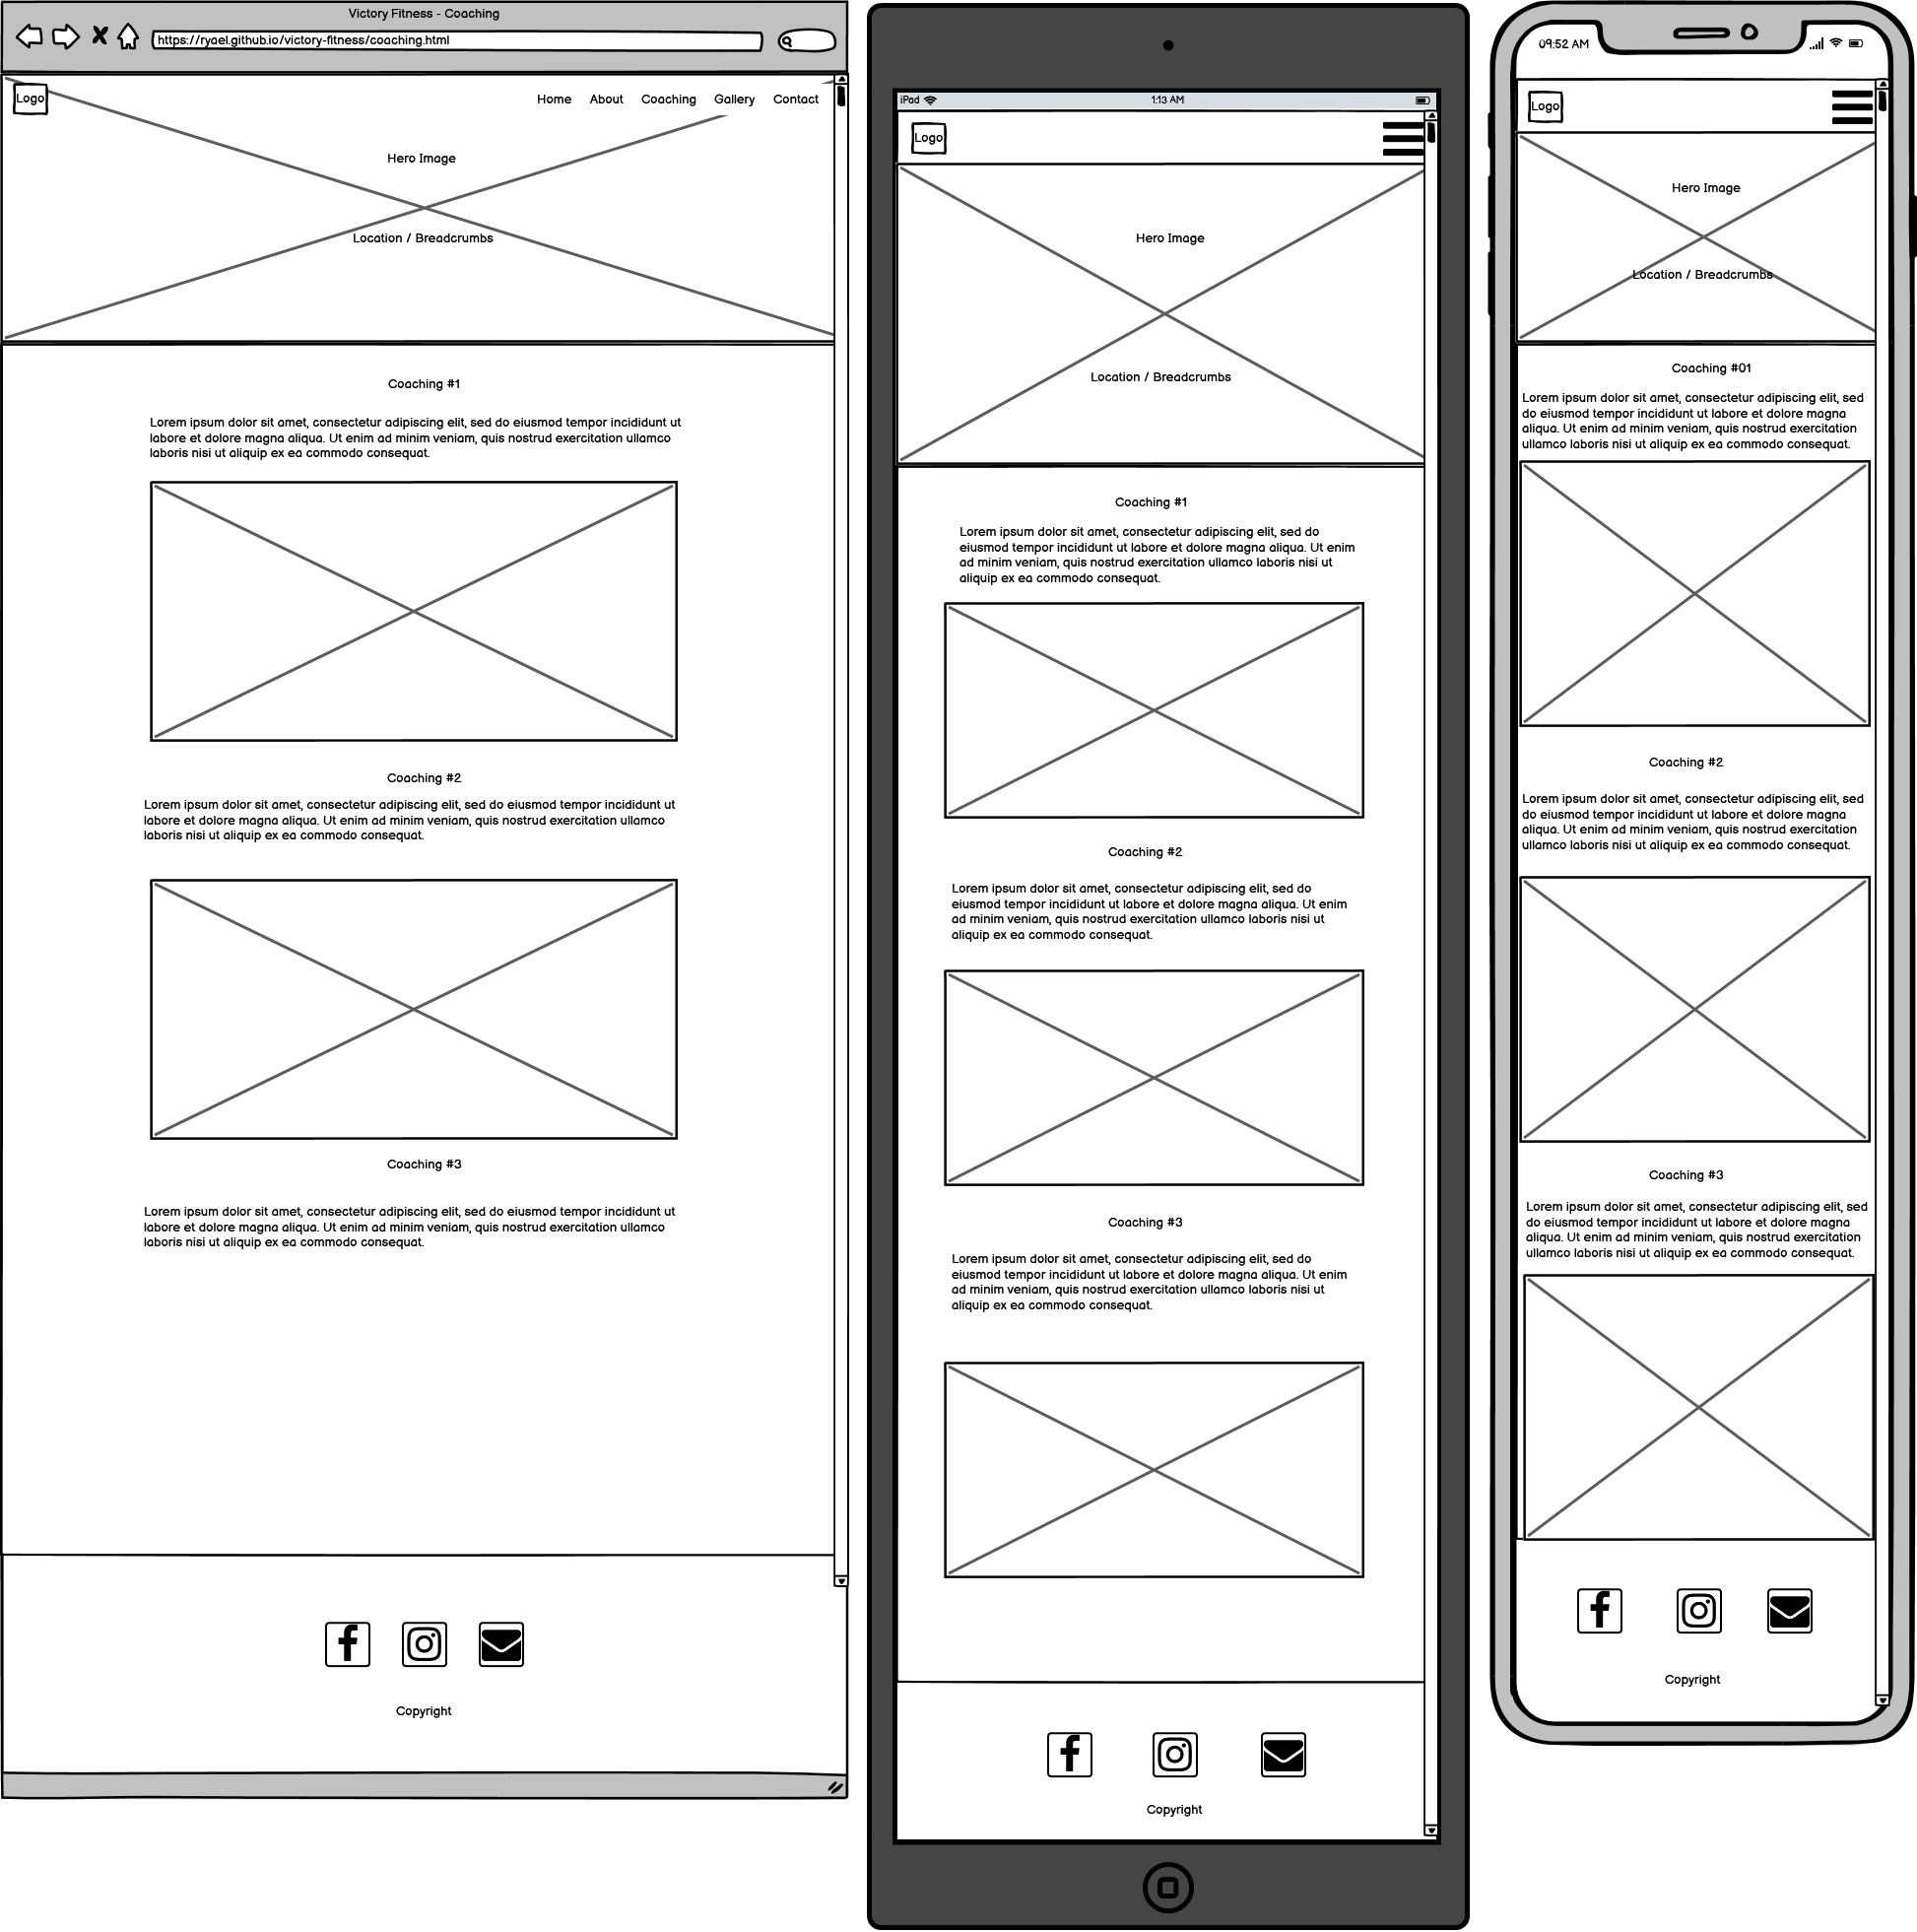 Victory Fitness - Coaching
https://ryael.github.io/victory-fitness/coaching.html
Logo
Home About Coaching Gallery Contact
Hero Image
Location / Breadcrumbs
Coaching #1
Lorem ipsum dolor sit amet, consectetur adipiscing elit, sed do eiusmod tempor incididunt ut
labore et dolore magna aliqua. Ut enim ad minim veniam, quis nostrud exercitation ullamco
laboris nisi ut aliquip ex ea commodo consequat.
Coaching #2
Lorem ipsum dolor sit amet, consectetur adipiscing elit, sed do eiusmod tempor incididunt ut
labore et dolore magna aliqua. Ut enim ad minim veniam, quis nostrud exercitation ullamco
laboris nisi ut aliquip ex ea commodo consequat.
Coaching #3
Lorem ipsum dolor sit amet, consectetur adipiscing elit, sed do eiusmod tempor incididunt ut
labore et dolore magna aliqua. Ut enim ad minim veniam, quis nostrud exercitation ullamco
laboris nisi ut aliquip ex ea commodo consequat.
Copyright
iPad 1:13 AM
Logo
Hero Image
Location / Breadcrumbs
Coaching #1
Lorem ipsum dolor sit amet, consectetur adipiscing elit, sed do
eiusmod tempor incididunt ut labore et dolore magna aliqua. Ut enim
ad minim veniam, quis nostrud exercitation ullamco laboris nisi ut
aliquip ex ea commodo consequat.
Coaching #2
Lorem ipsum dolor sit amet, consectetur adipiscing elit, sed do
eiusmod tempor incididunt ut labore et dolore magna aliqua. Ut enim
ad minim veniam, quis nostrud exercitation ullamco laboris nisi ut
aliquip ex ea commodo consequat.
Coaching #3
Lorem ipsum dolor sit amet, consectetur adipiscing elit, sed do
eiusmod tempor incididunt ut labore et dolore magna aliqua. Ut enim
ad minim veniam, quis nostrud exercitation ullamco laboris nisi ut
aliquip ex ea commodo consequat.
Copyright
09:52 AM
Logo
Hero Image
Location / Breadcrumbs
Coaching #01
Lorem ipsum dolor sit amet, consectetur adipiscing elit, sed
do eiusmod tempor incididunt ut labore et dolore magna
aliqua. Ut enim ad minim veniam, quis nostrud exercitation
ullamco laboris nisi ut aliquip ex ea commodo consequat.
Coaching #2
Lorem ipsum dolor sit amet, consectetur adipiscing elit, sed
do eiusmod tempor incididunt ut labore et dolore magna
aliqua. Ut enim ad minim veniam, quis nostrud exercitation
ullamco laboris nisi ut aliquip ex ea commodo consequat.
Coaching #3
Lorem ipsum dolor sit amet, consectetur adipiscing elit, sed
do eiusmod tempor incididunt ut labore et dolore magna
aliqua. Ut enim ad minim veniam, quis nostrud exercitation
ullamco laboris nisi ut aliquip ex ea commodo consequat.
Copyright